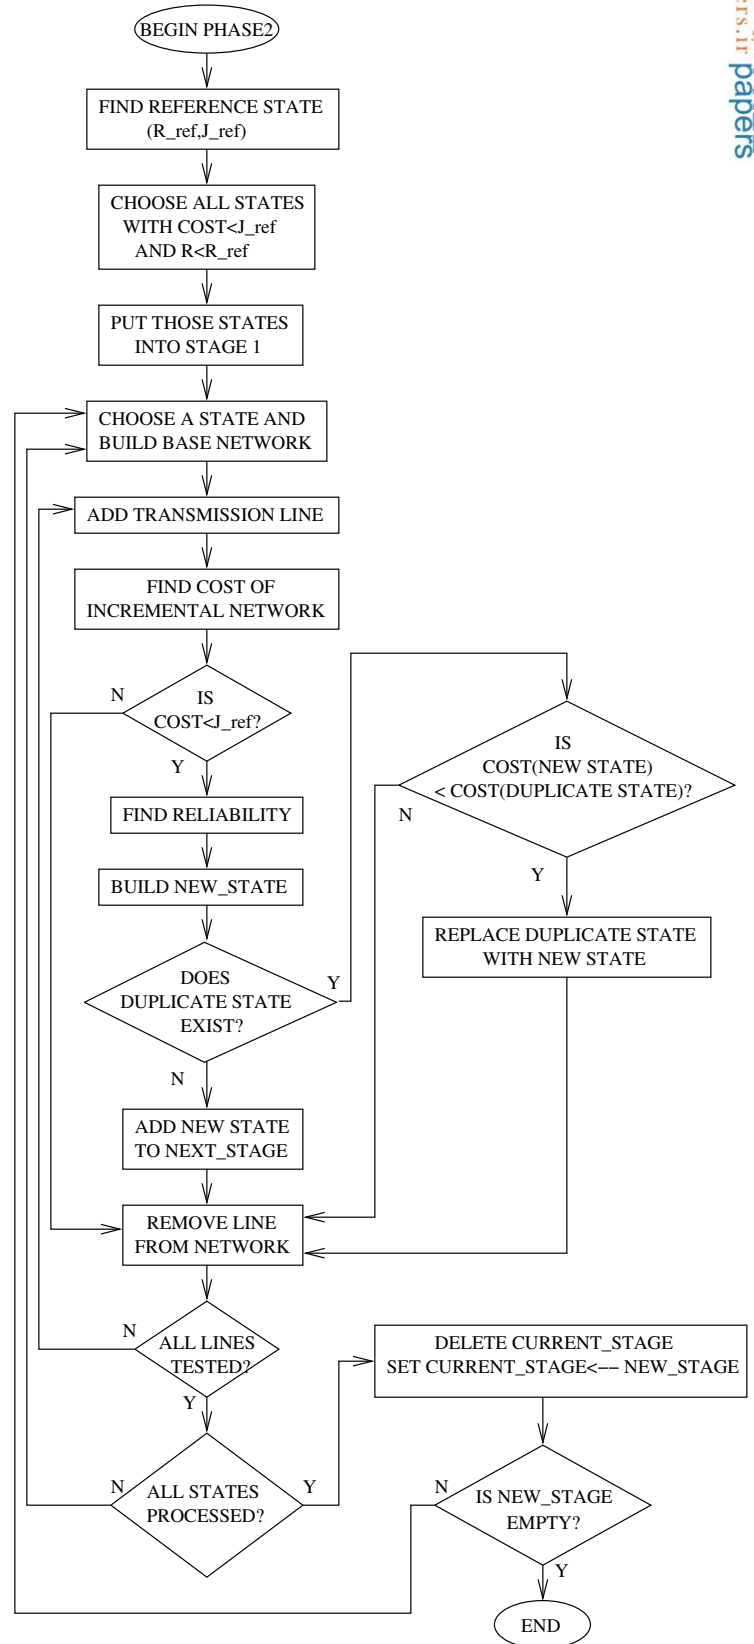 BEGIN PHASE2
FIND REFERENCE STATE
(R_ref,J_ref)
CHOOSE ALL STATES
WITH COST<J_ref
AND R<R_ref
PUT THOSE STATES
INTO STAGE 1
CHOOSE A STATE AND
BUILD BASE NETWORK
ADD TRANSMISSION LINE
FIND COST OF
INCREMENTAL NETWORK
N
IS
COST<J_ref?
Y
FIND RELIABILITY
BUILD NEW_STATE
DOES
DUPLICATE STATE
EXIST?
Y
N
IS
COST(NEW STATE)
< COST(DUPLICATE STATE)?
N
Y
REPLACE DUPLICATE STATE
WITH NEW STATE
ADD NEW STATE
TO NEXT_STAGE
REMOVE LINE
FROM NETWORK
N
ALL LINES
TESTED?
Y
N
ALL STATES
PROCESSED?
Y
DELETE CURRENT_STAGE
SET CURRENT_STAGE<-- NEW_STAGE
N
IS NEW_STAGE
EMPTY?
Y
END
ers.ir papers